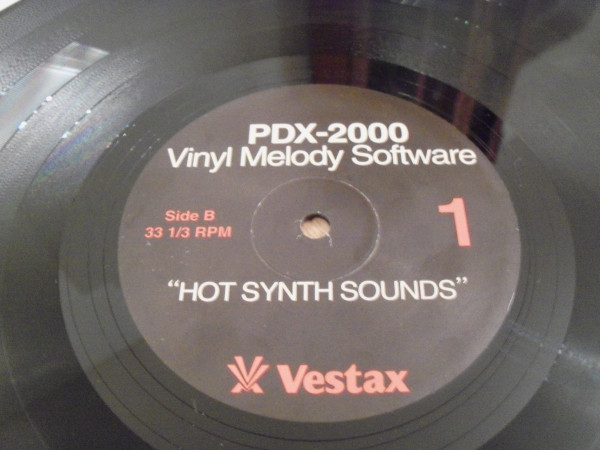 PDX-2000
Vinyl Melody Software
Side B
33 1/3 RPM
1
“HOT SYNTH SOUNDS”
Vestax